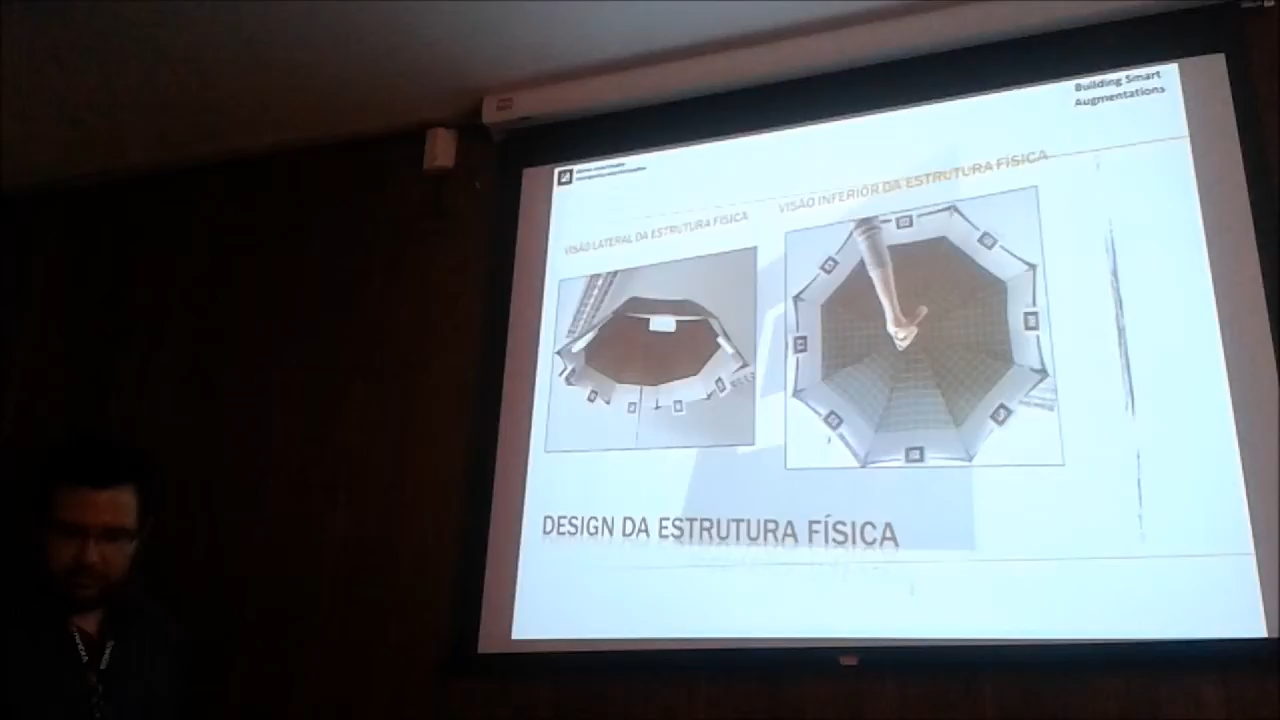 Building Smart
Augmentations
VISÃO LATERAL DA ESTRUTURA FÍSICA
VISÃO INFERIOR DA ESTRUTURA FÍSICA
DESIGN DA ESTRUTURA FÍSICA